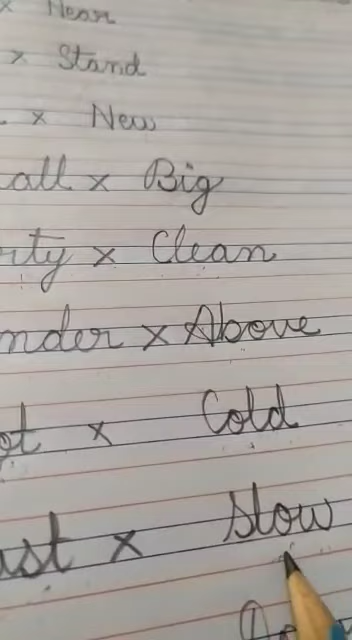 x Near
x Stand
x New
all x Big
rty x Clean
nder x Above
ot x Cold
ast x Slow